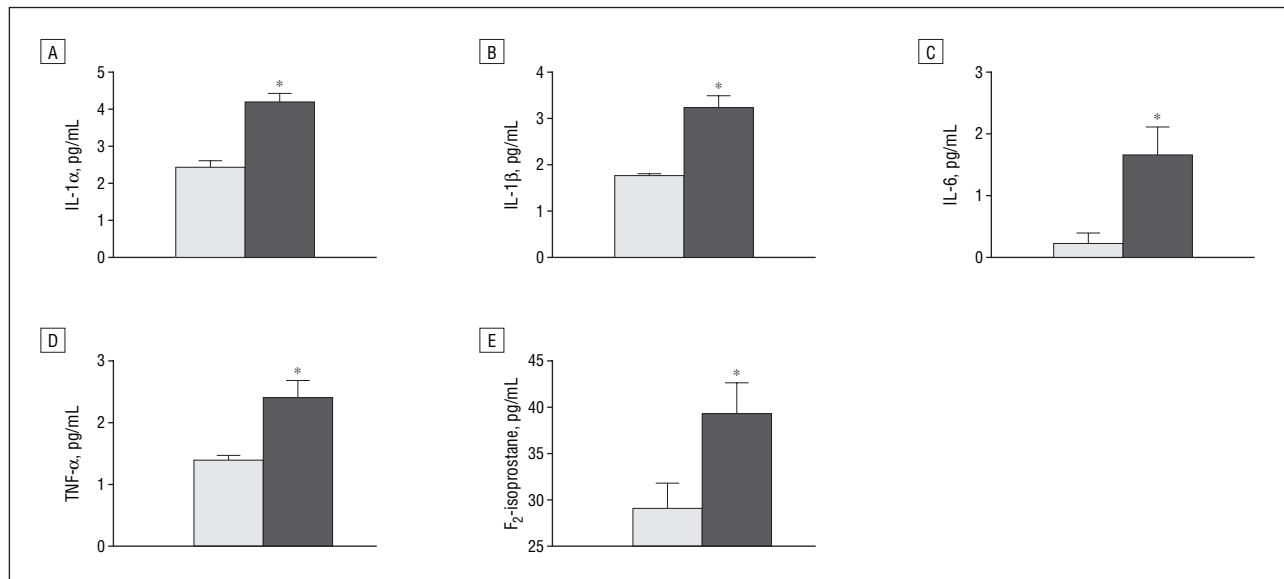 A
IL-1α, pg/mL
5
4
3
2
1
0
*
B
IL-1β, pg/mL
4
3
2
1
0
*
C
IL-6, pg/mL
3
2
1
0
*
D
TNF-α, pg/mL
3
2
1
0
*
E
F₂-isoprostane, pg/mL
45
40
35
30
25
*